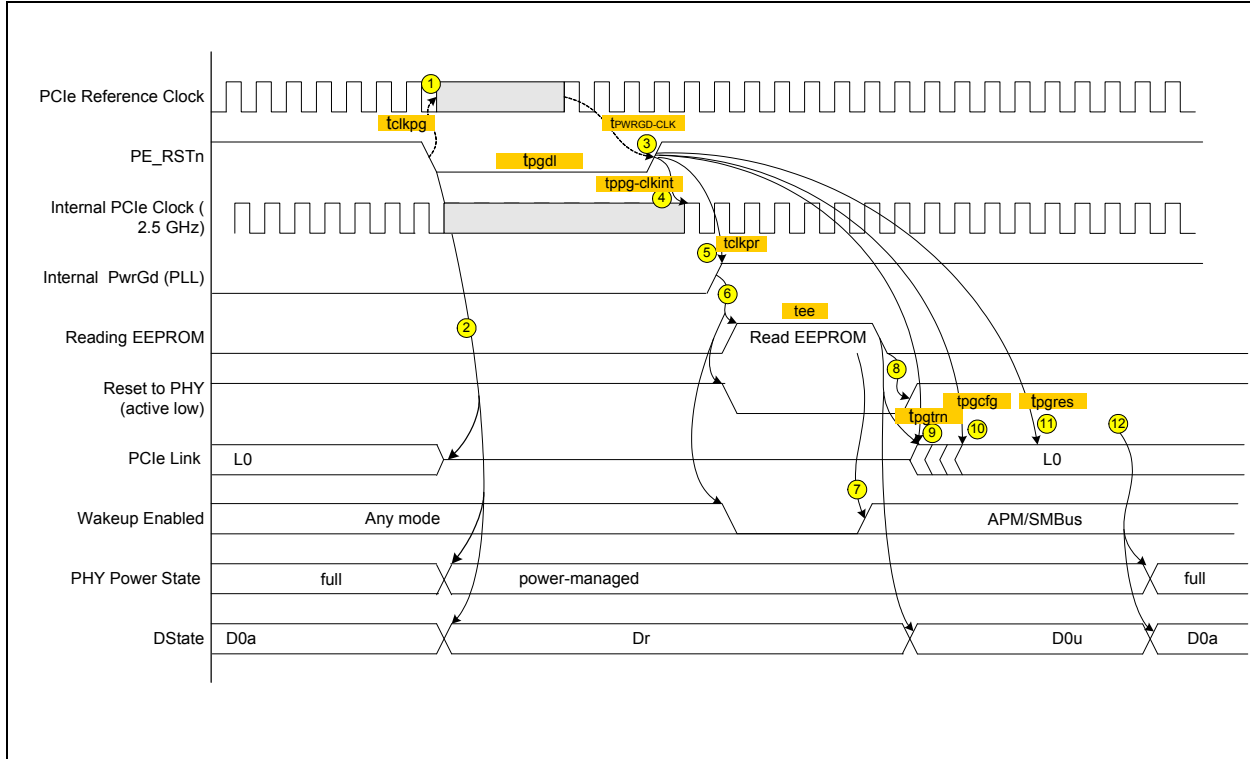 PCIe Reference Clock
1
tclkpg
tPWRGD-CLK
PE_RSTn
3
tpgdl
tppg-clkint
4
Internal PCIe Clock (
2.5 GHz)
tclkpr
5
Internal PwrGd (PLL)
6
2
tee
Reading EEPROM
Read EEPROM
8
Reset to PHY
(active low)
tpgtrn
tpgcfg
tpgres
9
10
11
12
PCIe Link
L0
L0
7
Wakeup Enabled
Any mode
APM/SMBus
PHY Power State
full
power-managed
full
DState
D0a
Dr
D0u
D0a